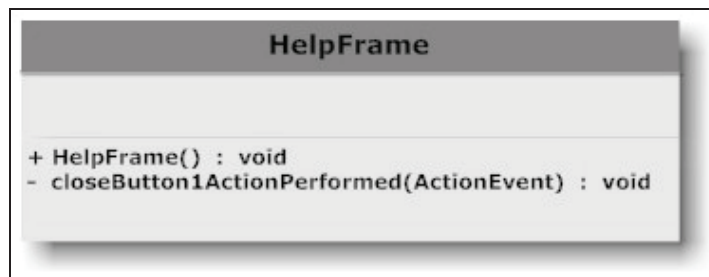 HelpFrame
+ HelpFrame() : void
- closeButton1ActionPerformed(ActionEvent) : void